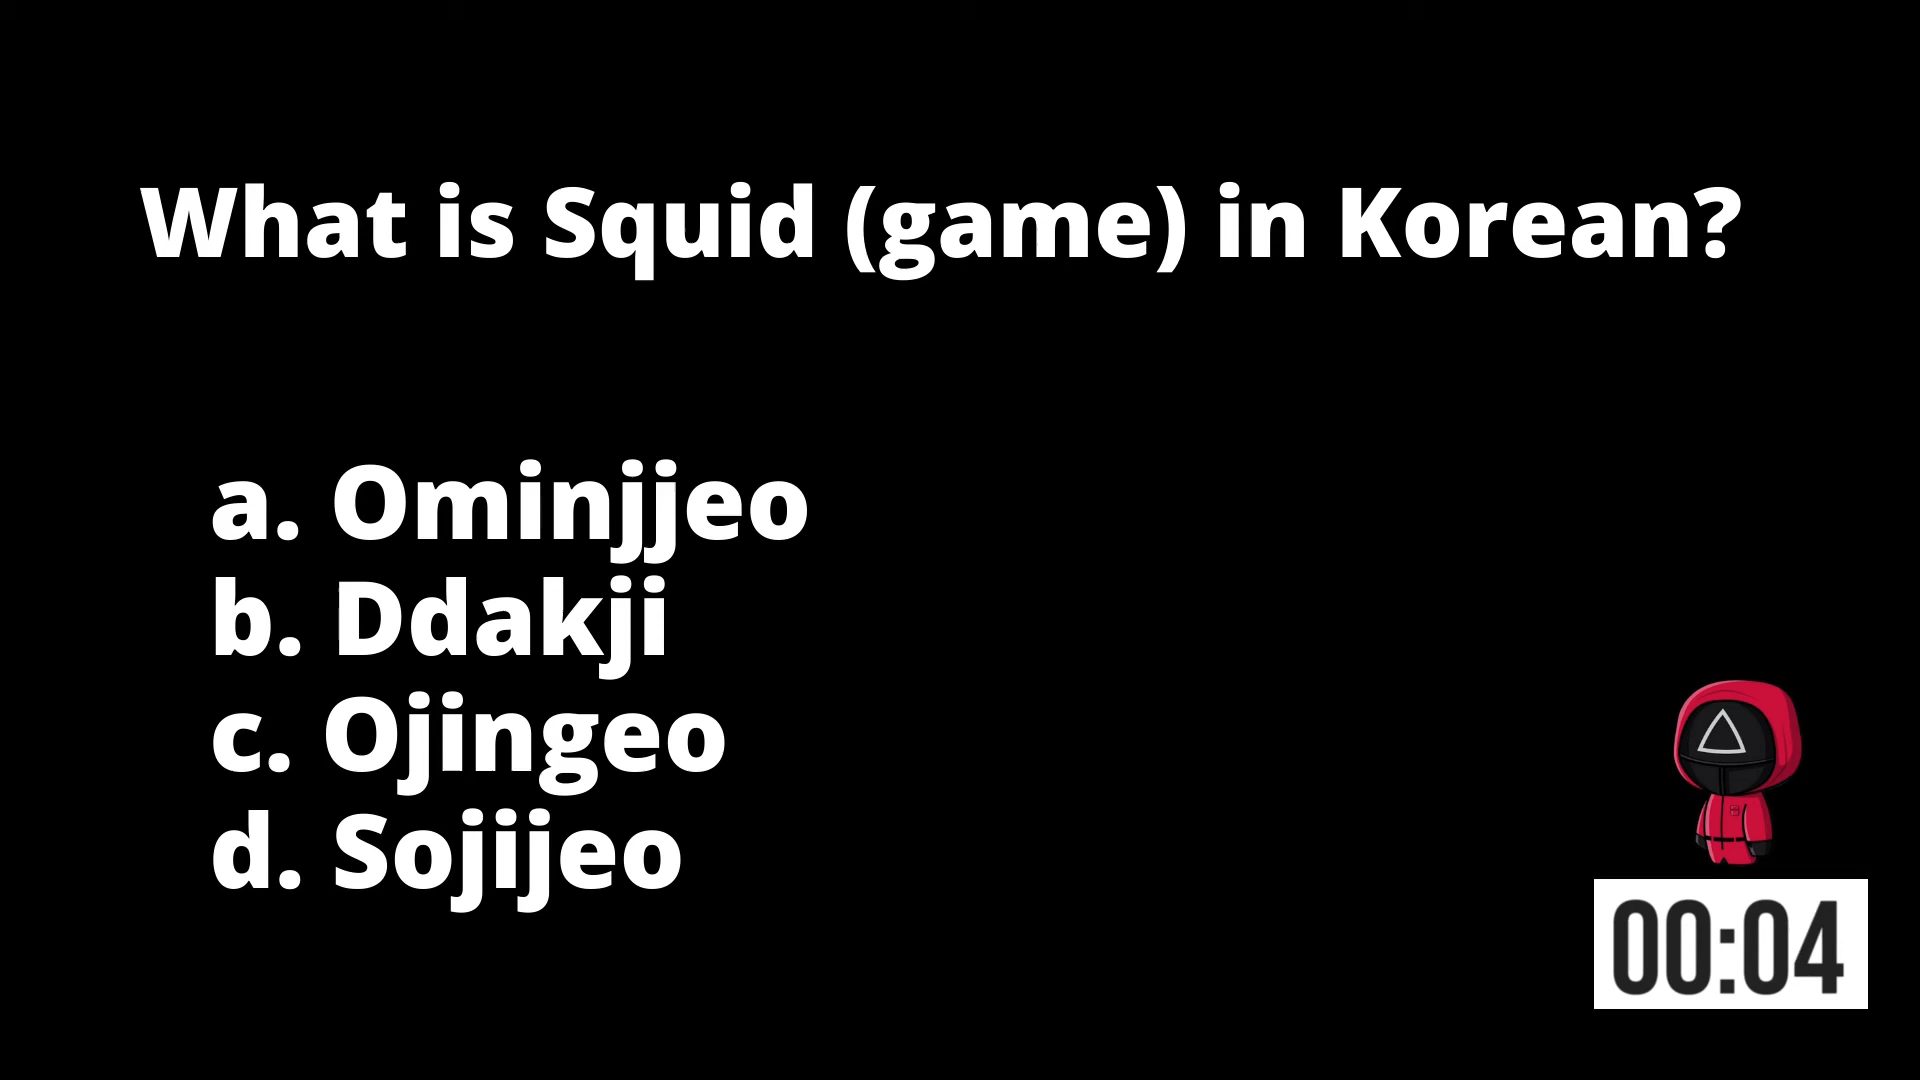 What is Squid (game) in Korean?
a. Ominjjeo
b. Ddakji
c. Ojingeo
d. Sojijeo
00:04